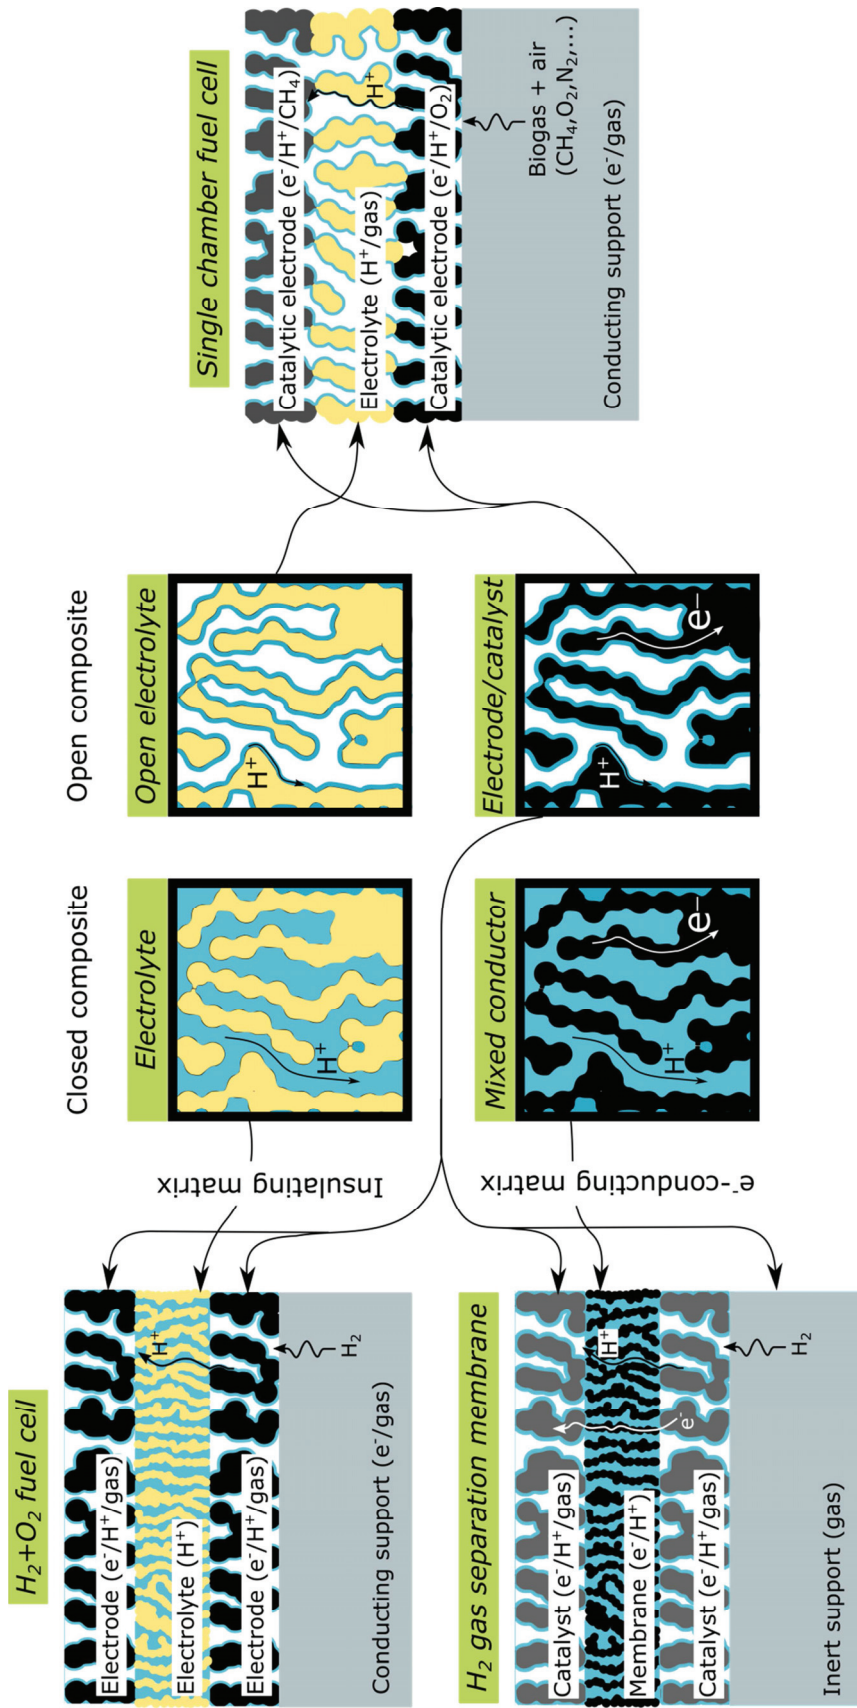 H₂+O₂ fuel cell
Electrode (e⁻/H⁺/gas)
Electrolyte (H⁺)
Electrode (e⁻/H⁺/gas)
H⁺
H₂
Conducting support (e⁻/gas)
H₂ gas separation membrane
Catalyst (e⁻/H⁺/gas)
Membrane (e⁻/H⁺)
Catalyst (e⁻/H⁺/gas)
H⁺
e⁻
H₂
Inert support (gas)
Insulating matrix
e⁻-conducting matrix
Closed composite
Electrolyte
H⁺
Mixed conductor
H⁺
e⁻
Open composite
Open electrolyte
H⁺
Electrode/catalyst
H⁺
e⁻
Single chamber fuel cell
Catalytic electrode (e⁻/H⁺/CH₄)
Electrolyte (H⁺/gas)
Catalytic electrode (e⁻/H⁺/O₂)
H⁺
Biogas + air
(CH₄,O₂,N₂,...)
Conducting support (e⁻/gas)